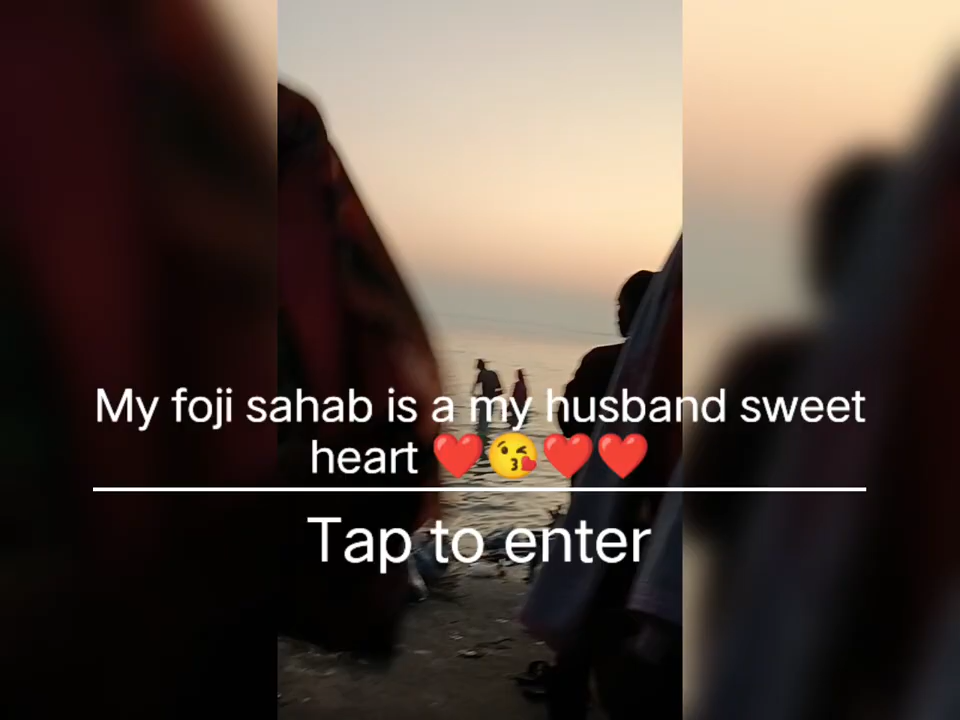 My foji sahab is a my husband sweet
heart ❤️😘❤️❤️
Tap to enter